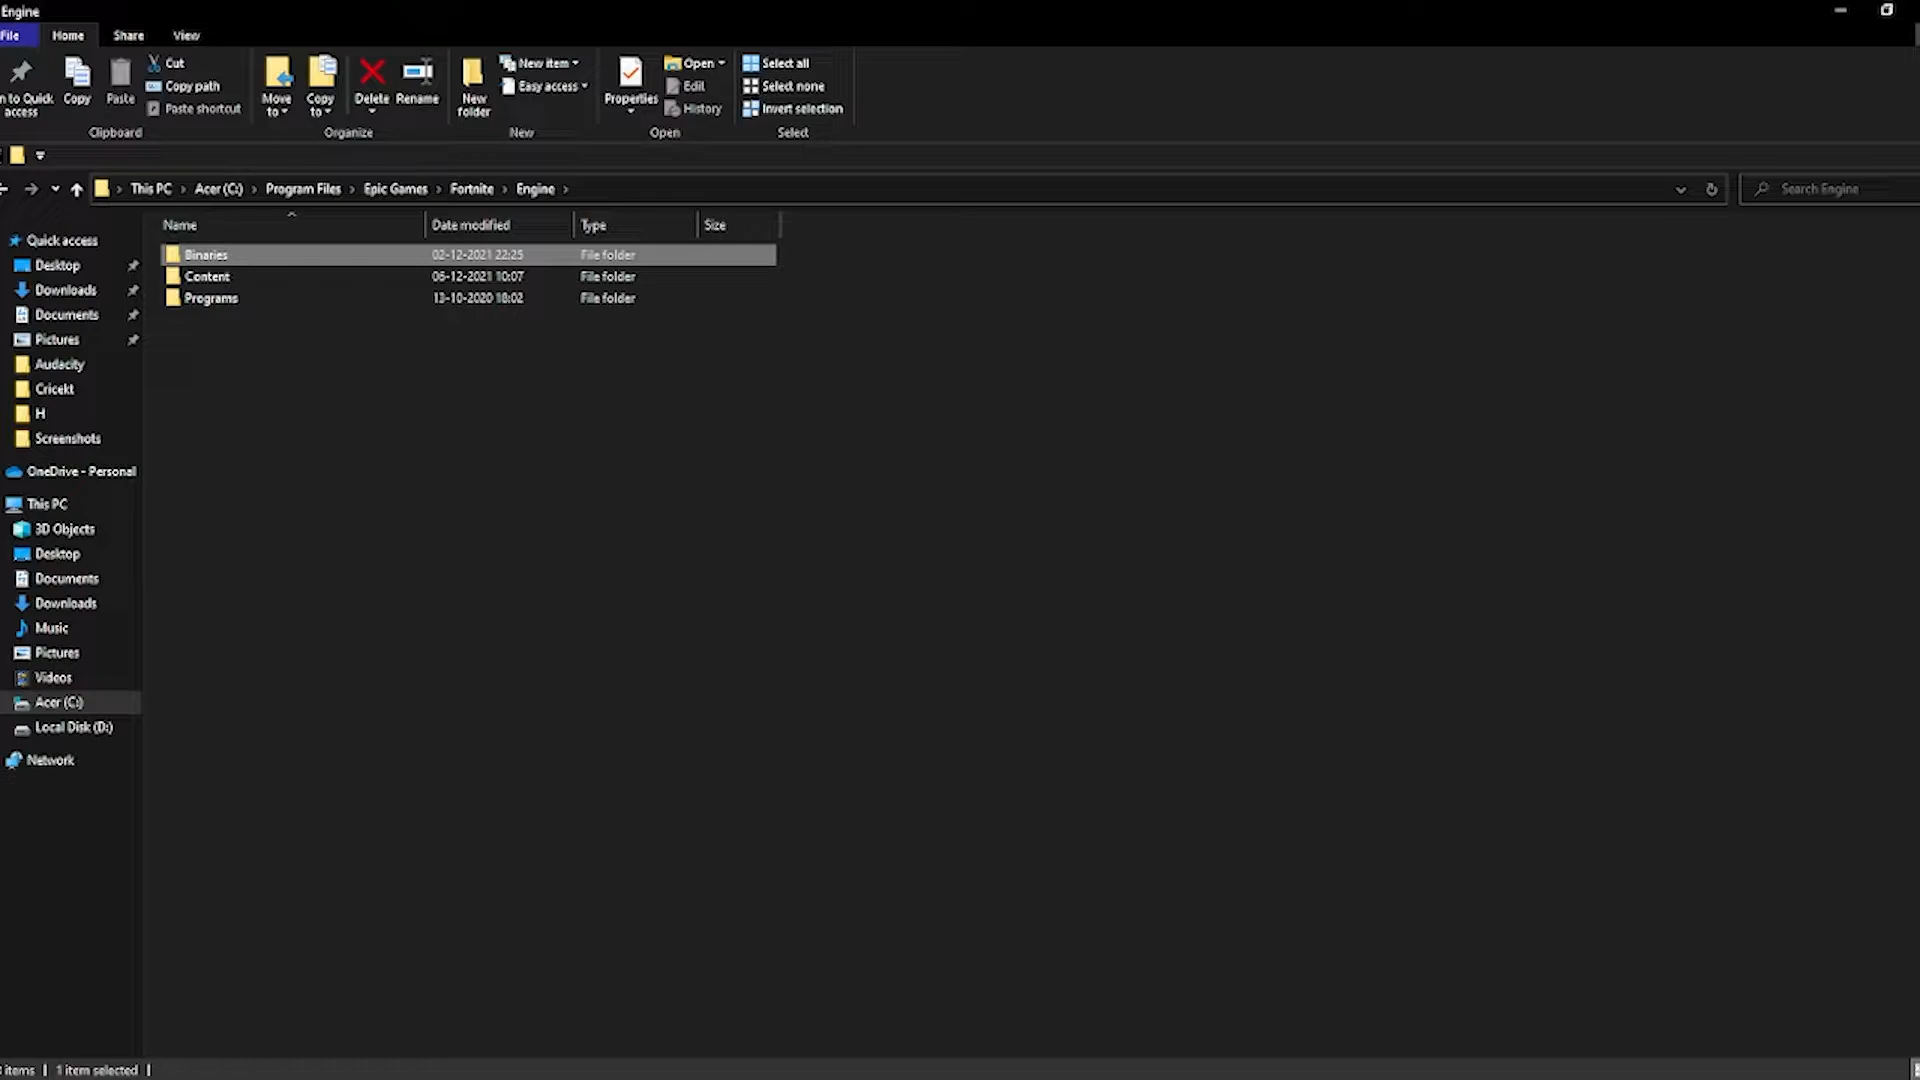 Engine
File Home Share View
Cut
Copy path
Paste shortcut
n to Quick access
Copy
Paste
Clipboard
Move to
Copy to
Delete
Rename
Organize
New folder
New item
Easy access
New
Properties
Open
Edit
History
Open
Select all
Select none
Invert selection
Select
This PC > Acer (C:) > Program Files > Epic Games > Fortnite > Engine >
Search Engine
Name Date modified Type Size
Binaries 02-12-2021 22:25 File folder
Content 06-12-2021 10:07 File folder
Programs 13-10-2020 18:02 File folder
Quick access
Desktop
Downloads
Documents
Pictures
Audacity
Cricekt
H
Screenshots
OneDrive - Personal
This PC
3D Objects
Desktop
Documents
Downloads
Music
Pictures
Videos
Acer (C:)
Local Disk (D:)
Network
items | 1 item selected |